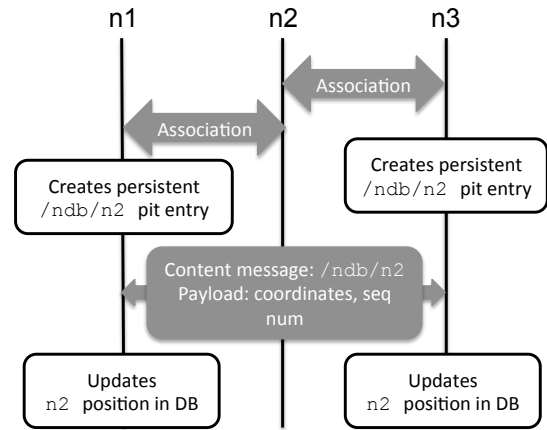 n1
n2
n3
Association
Association
Creates persistent
/ndb/n2 pit entry
Creates persistent
/ndb/n2 pit entry
Content message: /ndb/n2
Payload: coordinates, seq
num
Updates
n2 position in DB
Updates
n2 position in DB